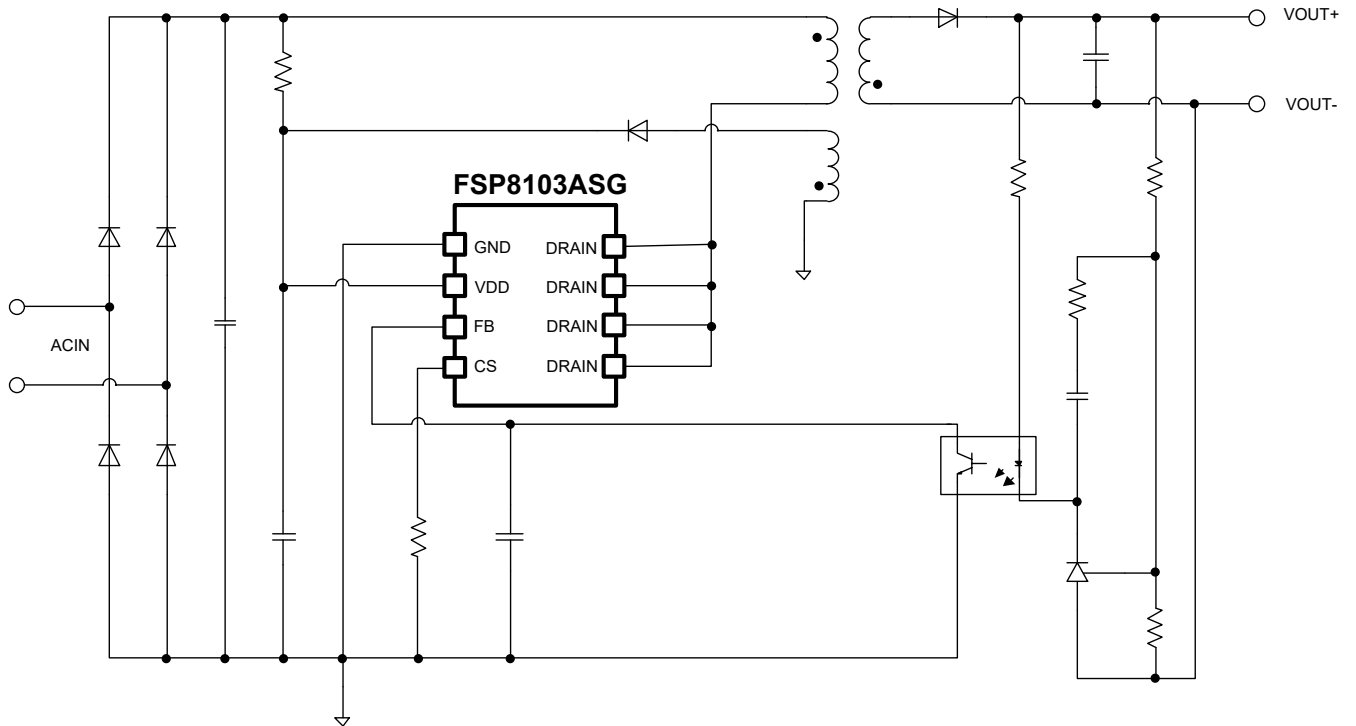 VOUT+
VOUT-
FSP8103ASG
GND DRAIN
VDD DRAIN
FB DRAIN
CS DRAIN
ACIN